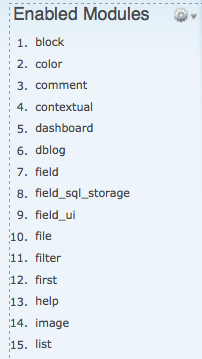 Enabled Modules
1. block
2. color
3. comment
4. contextual
5. dashboard
6. dblog
7. field
8. field_sql_storage
9. field_ui
10. file
11. filter
12. first
13. help
14. image
15. list